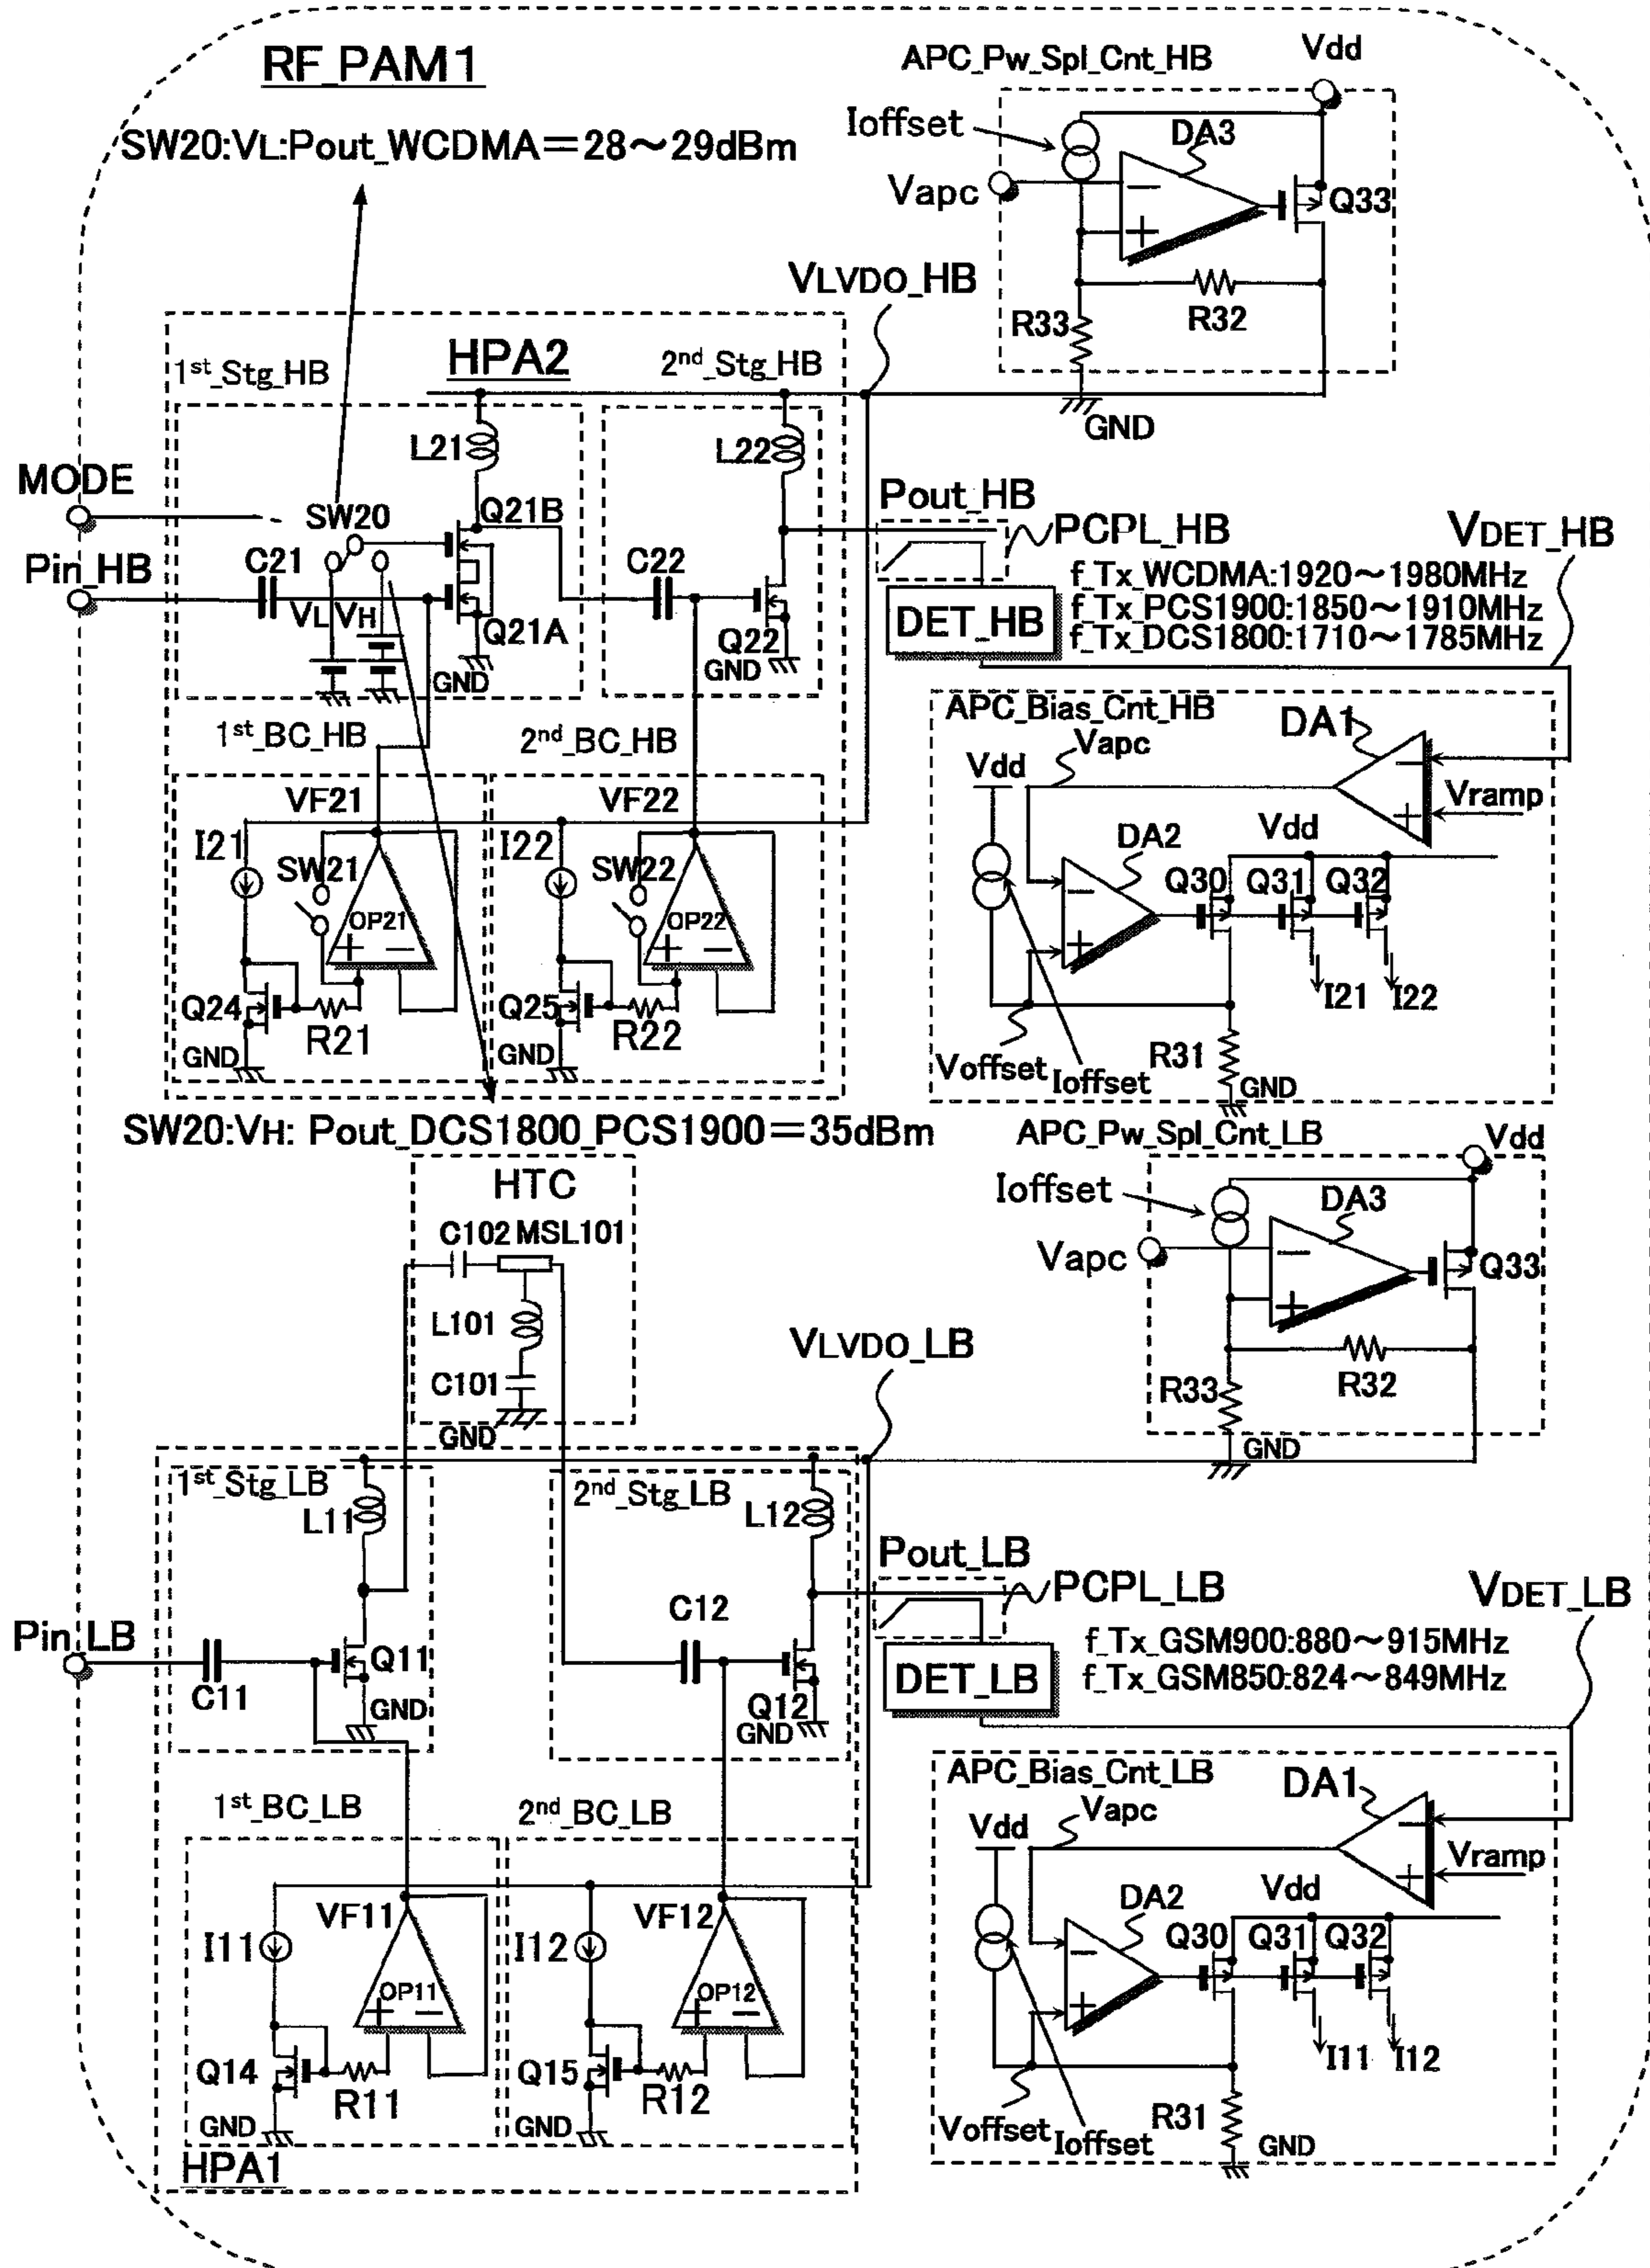 RF_PAM1
SW20:VL:Pout_WCDMA=28~29dBm
APC_Pw_Spl_Cnt_HB
Vdd
Ioffset
DA3
Vapc
−
+
Q33
R32
R33
GND
VLVDO_HB
HPA2
1st_Stg_HB
2nd_Stg_HB
L21
L22
MODE
SW20
Q21B
Pin_HB
C21
VL VH
Q21A
GND
C22
Q22
GND
Pout_HB
PCPL_HB
DET_HB
VDET_HB
f_Tx_WCDMA:1920~1980MHz
f_Tx_PCS1900:1850~1910MHz
f_Tx_DCS1800:1710~1785MHz
1st_BC_HB
2nd_BC_HB
VF21
VF22
I21
SW21
OP21
+ −
I22
SW22
OP22
+ −
Q24
R21
GND
Q25
R22
GND
APC_Bias_Cnt_HB
DA1
Vapc
Vdd
−
+
Vramp
DA2
Vdd
−
+
Q30
Q31
Q32
I21
I22
Voffset
Ioffset
R31
GND
SW20:VH: Pout_DCS1800_PCS1900=35dBm
HTC
C102
MSL101
L101
C101
GND
APC_Pw_Spl_Cnt_LB
Vdd
Ioffset
DA3
Vapc
−
+
Q33
R32
R33
GND
VLVDO_LB
1st_Stg_LB
2nd_Stg_LB
L11
L12
Pin_LB
C11
Q11
GND
C12
Q12
GND
Pout_LB
PCPL_LB
DET_LB
VDET_LB
f_Tx_GSM900:880~915MHz
f_Tx_GSM850:824~849MHz
1st_BC_LB
2nd_BC_LB
VF11
VF12
I11
OP11
+ −
I12
OP12
+ −
Q14
R11
GND
Q15
R12
GND
HPA1
APC_Bias_Cnt_LB
DA1
Vapc
Vdd
−
+
Vramp
DA2
Vdd
−
+
Q30
Q31
Q32
I11
I12
Voffset
Ioffset
R31
GND